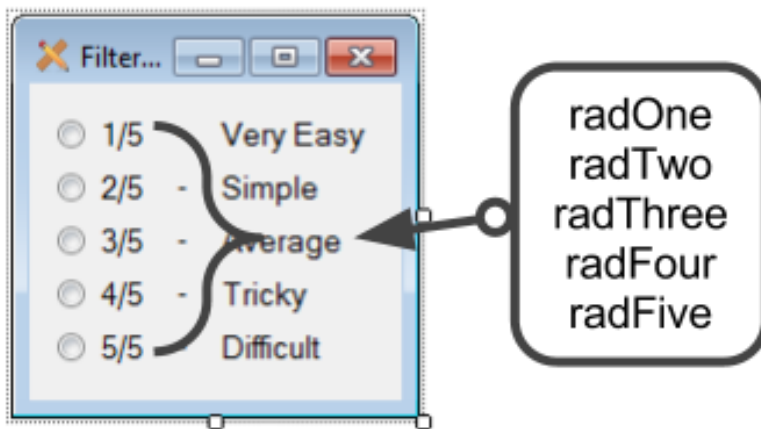 Filter...
1/5 Very Easy
2/5 - Simple
3/5 - Average
4/5 - Tricky
5/5 - Difficult
radOne
radTwo
radThree
radFour
radFive